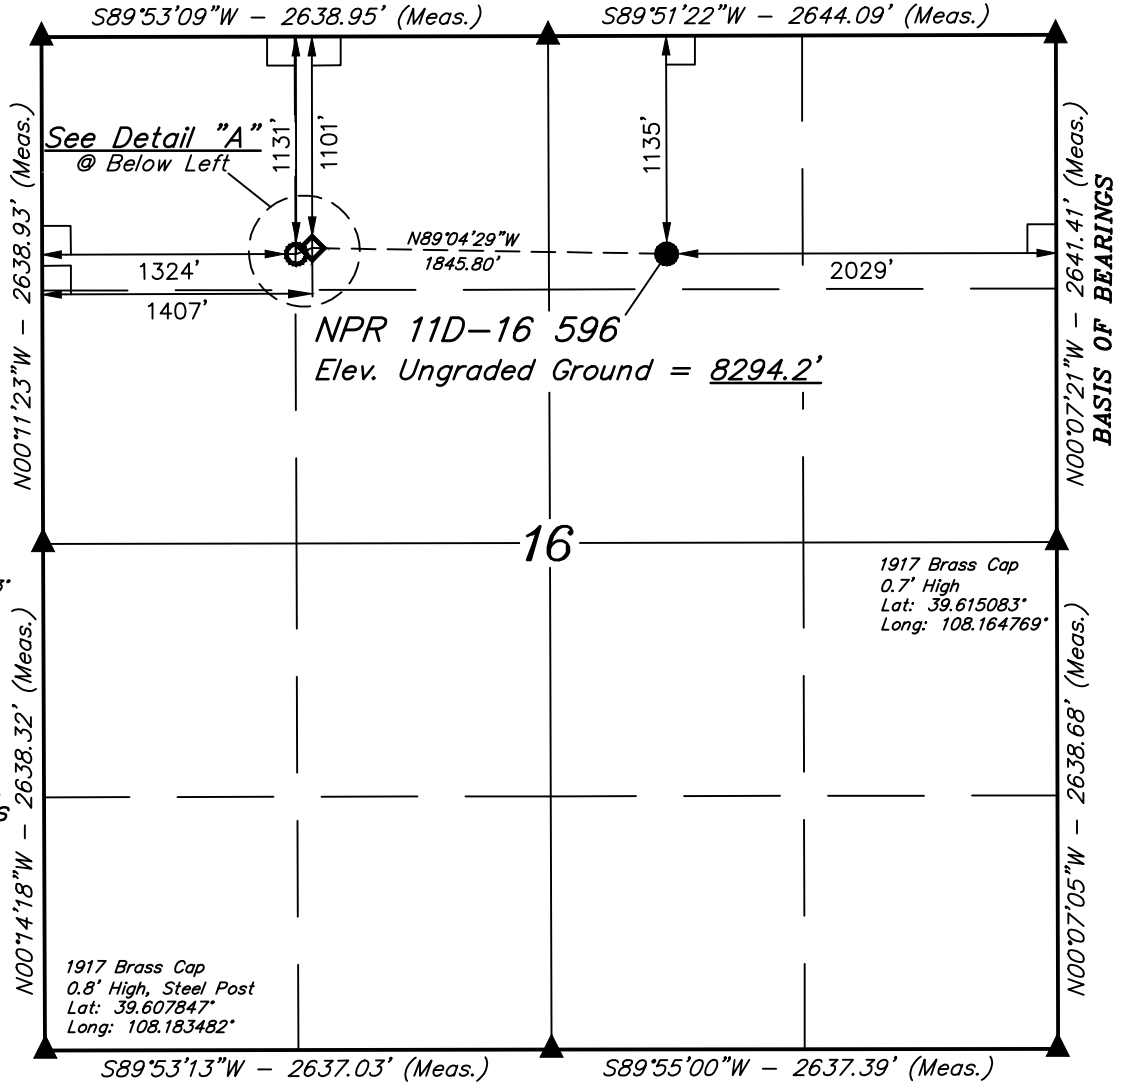 S89°53'09"W - 2638.95' (Meas.)
S89°51'22"W - 2644.09' (Meas.)
N00°11'23"W - 2638.93' (Meas.)
See Detail "A"
@ Below Left
1131'
1101'
1135'
N00°07'21"W - 2641.41' (Meas.)
BASIS OF BEARINGS
N89°04'29"W
1845.80'
1324'
2029'
1407'
NPR 11D-16 596
Elev. Ungraded Ground = 8294.2'
16
1917 Brass Cap
0.7' High
Lat: 39.615083°
Long: 108.164769°
N00°14'18"W - 2638.32' (Meas.)
N00°07'05"W - 2638.68' (Meas.)
1917 Brass Cap
0.8' High, Steel Post
Lat: 39.607847°
Long: 108.183482°
S89°53'13"W - 2637.03' (Meas.)
S89°55'00"W - 2637.39' (Meas.)